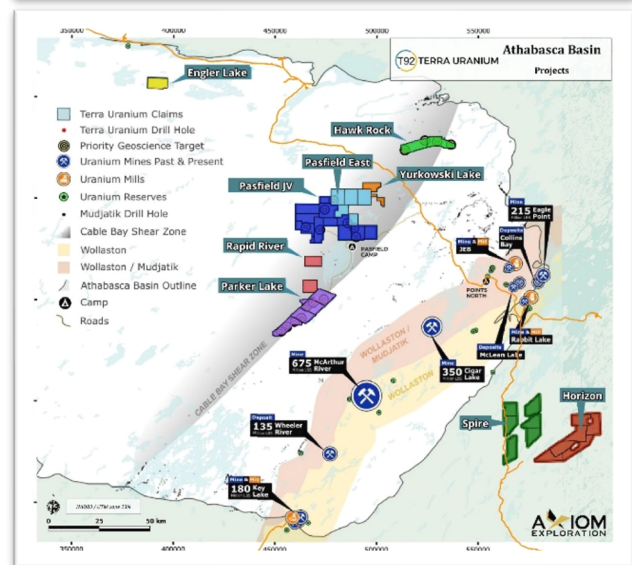 350000
400000
450000
500000
550000
T92 TERRA URANIUM
Athabasca Basin
Projects
Engler Lake
Terra Uranium Claims
Terra Uranium Drill Hole
Priority Geoscience Target
Uranium Mines Past & Present
Uranium Mills
Uranium Reserves
Mudjatik Drill Hole
Cable Bay Shear Zone
Wollaston
Wollaston / Mudjatik
Athabasca Basin Outline
Camp
Roads
Hawk Rock
Pasfield East
Yurkowski Lake
Pasfield JV
PASFIELD
CAMP
Rapid River
Parker Lake
CABLE BAY SHEAR ZONE
Mine
215 Eagle
Point
Deposits
Collins
Bay
Mine & Mill
JEB
POINTS
NORTH
Mine & Mill
Rabbit Lake
Deposits
McLean Lake
WOLLASTON /
MUDJATIK
WOLLASTON
Mine
675 McArthur
River
Mine
350 Cigar
Lake
Deposit
135 Wheeler
River
Mine & Mill
180 Key
Lake
Spire
Horizon
0 25 50 km
AXIOM
EXPLORATION
350000
400000
450000
500000
550000